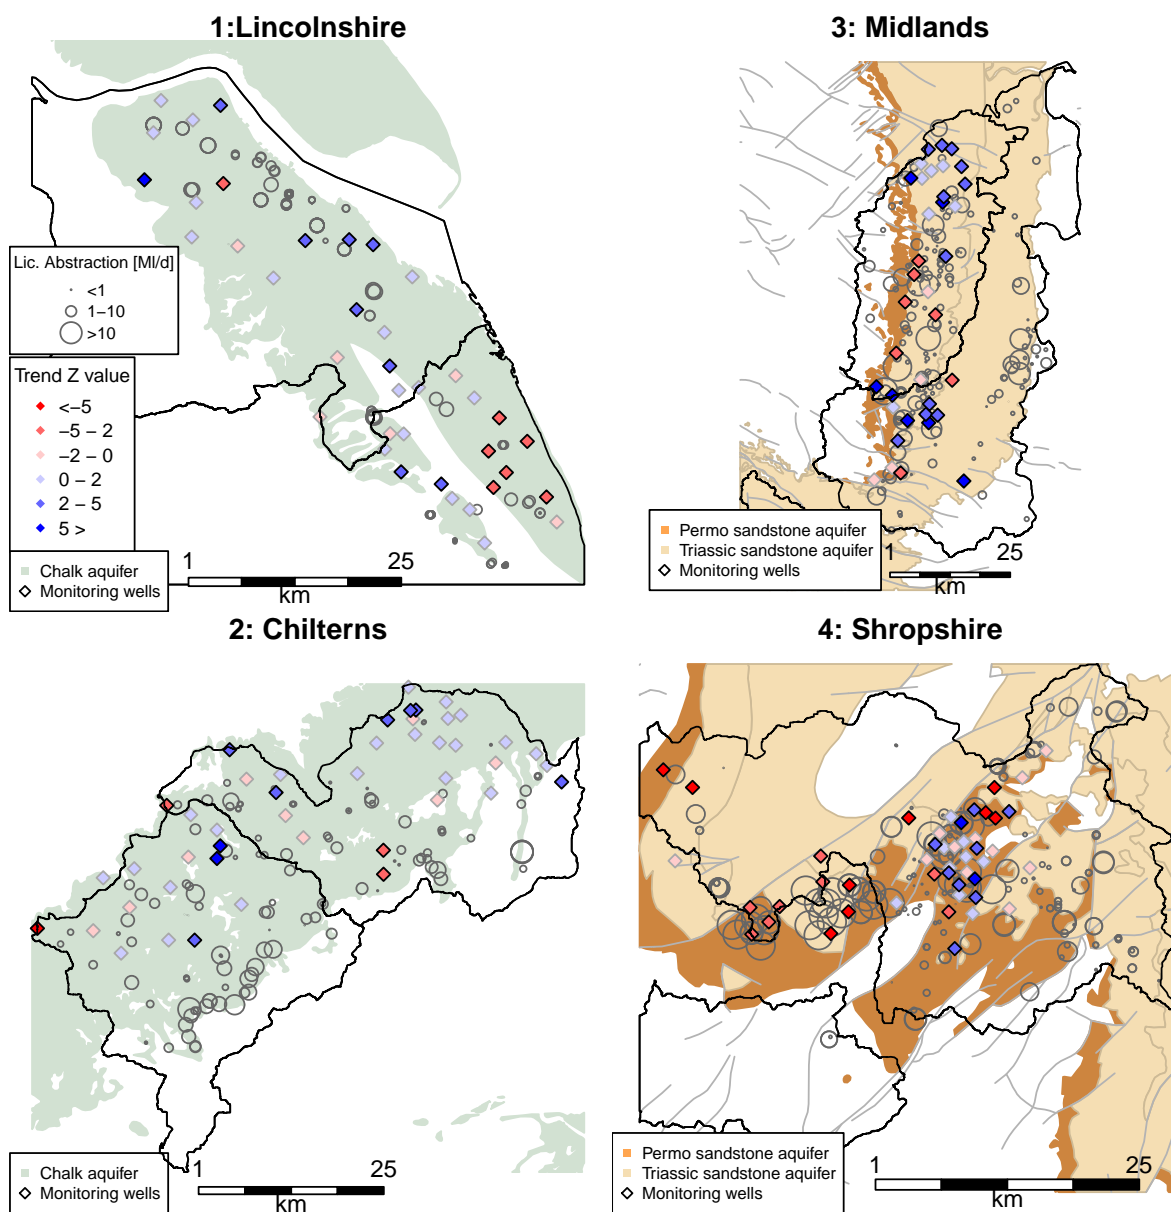 1:Lincolnshire
Lic. Abstraction [Ml/d]
<1
1−10
>10
Trend Z value
<−5
−5 − 2
−2 − 0
0 − 2
2 − 5
5 >
Chalk aquifer
Monitoring wells
1
25
km
3: Midlands
Permo sandstone aquifer
Triassic sandstone aquifer
Monitoring wells
1
25
km
2: Chilterns
Chalk aquifer
Monitoring wells
1
25
km
4: Shropshire
Permo sandstone aquifer
Triassic sandstone aquifer
Monitoring wells
1
25
km